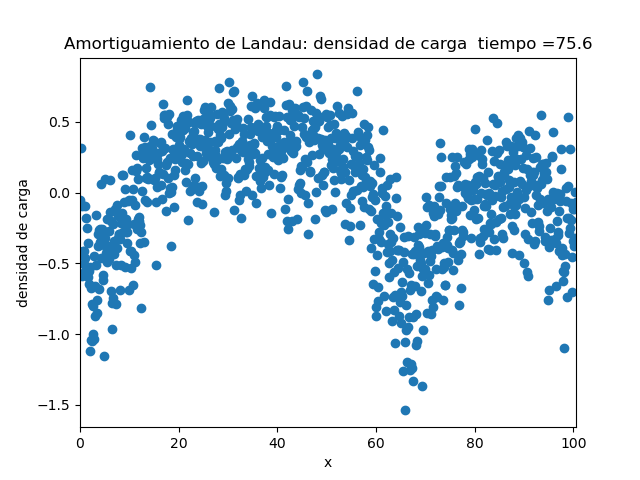 Amortiguamiento de Landau: densidad de carga  tiempo =75.6
densidad de carga
0.5
0.0
−0.5
−1.0
−1.5
0 20 40 60 80 100
x